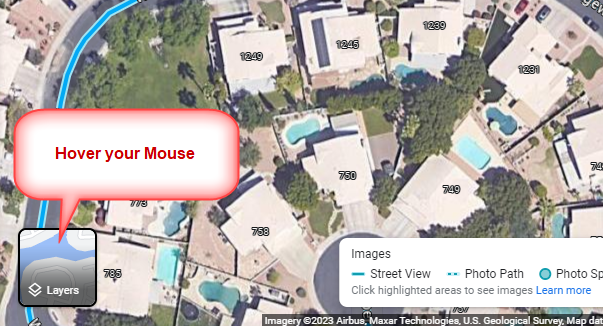 1239
1249
1245
1231
Hover your Mouse
750
749
773
758
785
Layers
Images
Street View
Photo Path
Photo Sp
Click highlighted areas to see images Learn more
Imagery ©2023 Airbus, Maxar Technologies, U.S. Geological Survey, Map dat